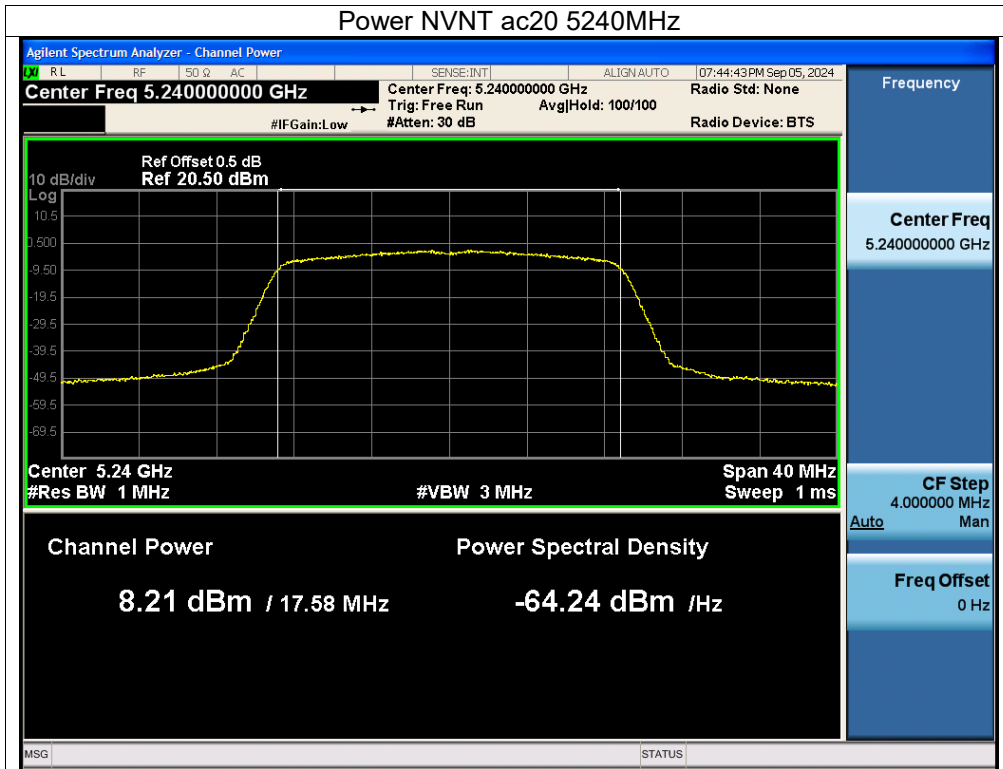 Power NVNT ac20 5240MHz
Agilent Spectrum Analyzer - Channel Power
LXI RL RF 50 Ω AC SENSE:INT ALIGN AUTO 07:44:43 PM Sep 05, 2024
Center Freq 5.240000000 GHz
Center Freq: 5.240000000 GHz Radio Std: None
Trig: Free Run Avg|Hold: 100/100
#IFGain:Low #Atten: 30 dB Radio Device: BTS
Frequency
Ref Offset 0.5 dB
10 dB/div Ref 20.50 dBm
Log
10.5
0.500
-9.50
-19.5
-29.5
-39.5
-49.5
-59.5
-69.5
Center 5.24 GHz Span 40 MHz
#Res BW 1 MHz #VBW 3 MHz Sweep 1 ms
Center Freq
5.240000000 GHz
CF Step
4.000000 MHz
Auto Man
Freq Offset
0 Hz
Channel Power Power Spectral Density
8.21 dBm / 17.58 MHz -64.24 dBm /Hz
MSG STATUS